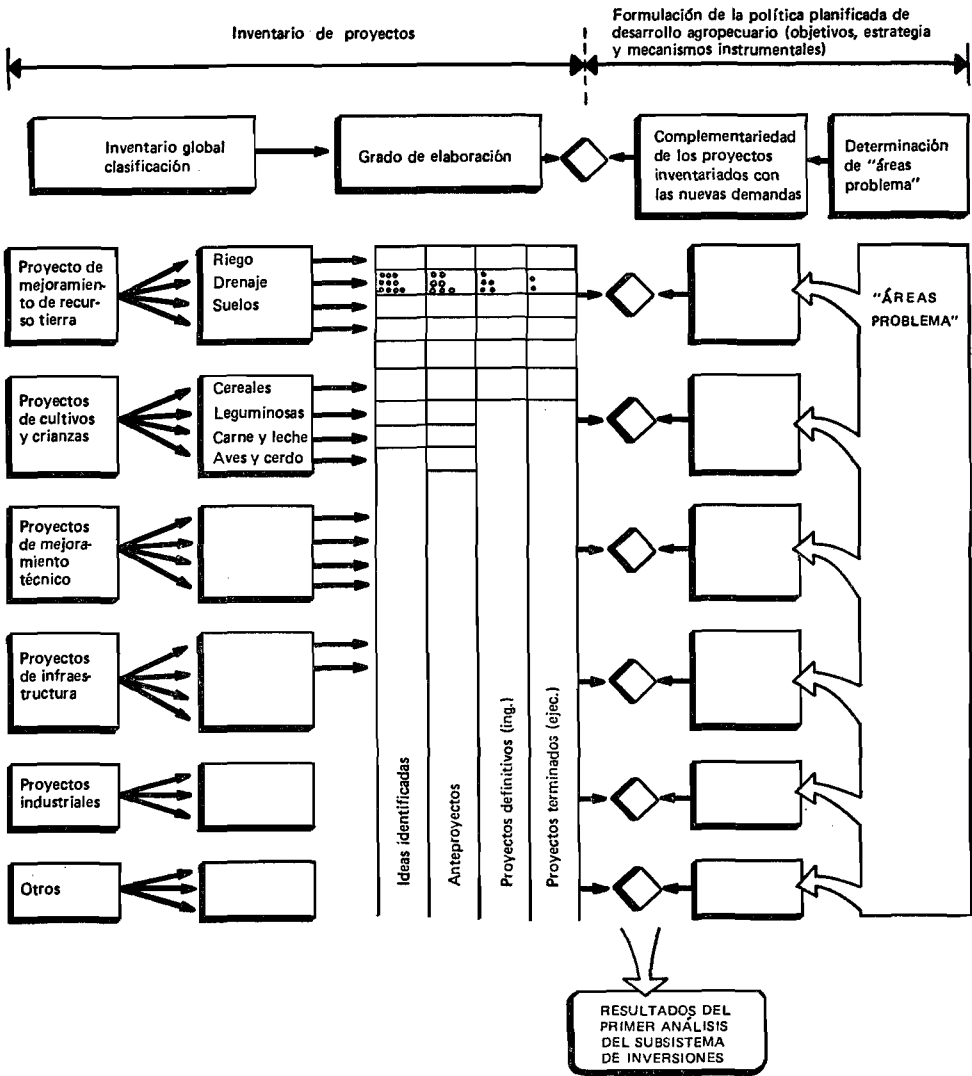 Inventario de proyectos
Formulación de la política planificada de
desarrollo agropecuario (objetivos, estrategia
y mecanismos instrumentales)
Inventario global
clasificación
Grado de elaboración
Complementariedad
de los proyectos
inventariados con
las nuevas demandas
Determinación
de "áreas
problema"
Proyecto de
mejoramien-
to de recur-
so tierra
Riego
Drenaje
Suelos
"ÁREAS
PROBLEMA"
Proyectos
de cultivos
y crianzas
Cereales
Leguminosas
Carne y leche
Aves y cerdo
Proyectos
de mejora-
miento
técnico
Proyectos
de infraes-
tructura
Proyectos
industriales
Otros
Ideas identificadas
Anteproyectos
Proyectos definitivos (ing.)
Proyectos terminados (ejec.)
RESULTADOS DEL
PRIMER ANÁLISIS
DEL SUBSISTEMA
DE INVERSIONES